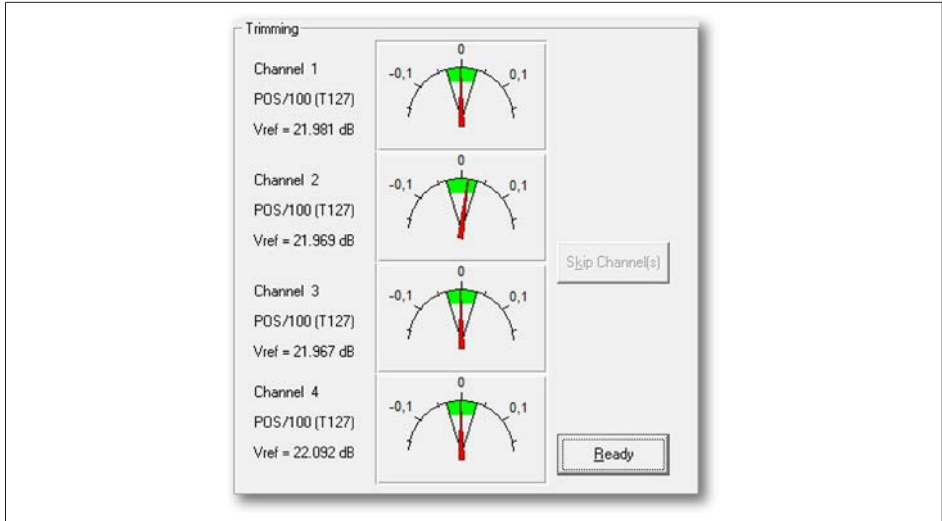 Trimming
Channel 1
POS/100 (T127)
Vref = 21.981 dB
0
-0,1
0,1
Channel 2
POS/100 (T127)
Vref = 21.969 dB
0
-0,1
0,1
Channel 3
POS/100 (T127)
Vref = 21.967 dB
0
-0,1
0,1
Channel 4
POS/100 (T127)
Vref = 22.092 dB
0
-0,1
0,1
Skip Channel(s)
Ready